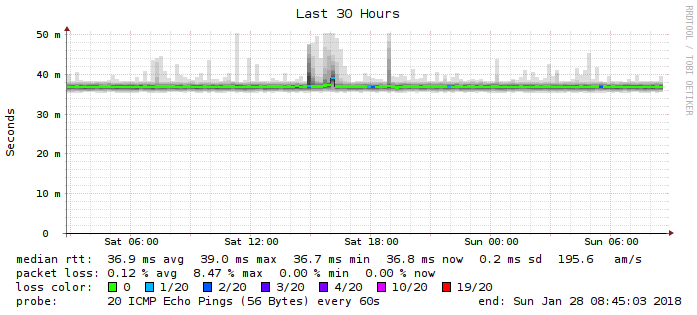 Last 30 Hours
RRDTOOL / TOBI OETIKER
Seconds
50 m
40 m
30 m
20 m
10 m
0
Sat 06:00 Sat 12:00 Sat 18:00 Sun 00:00 Sun 06:00
median rtt: 36.9 ms avg 39.0 ms max 36.7 ms min 36.8 ms now 0.2 ms sd 195.6 am/s
packet loss: 0.12 % avg 8.47 % max 0.00 % min 0.00 % now
loss color: 0 1/20 2/20 3/20 4/20 10/20 19/20
probe: 20 ICMP Echo Pings (56 Bytes) every 60s end: Sun Jan 28 08:45:03 2018